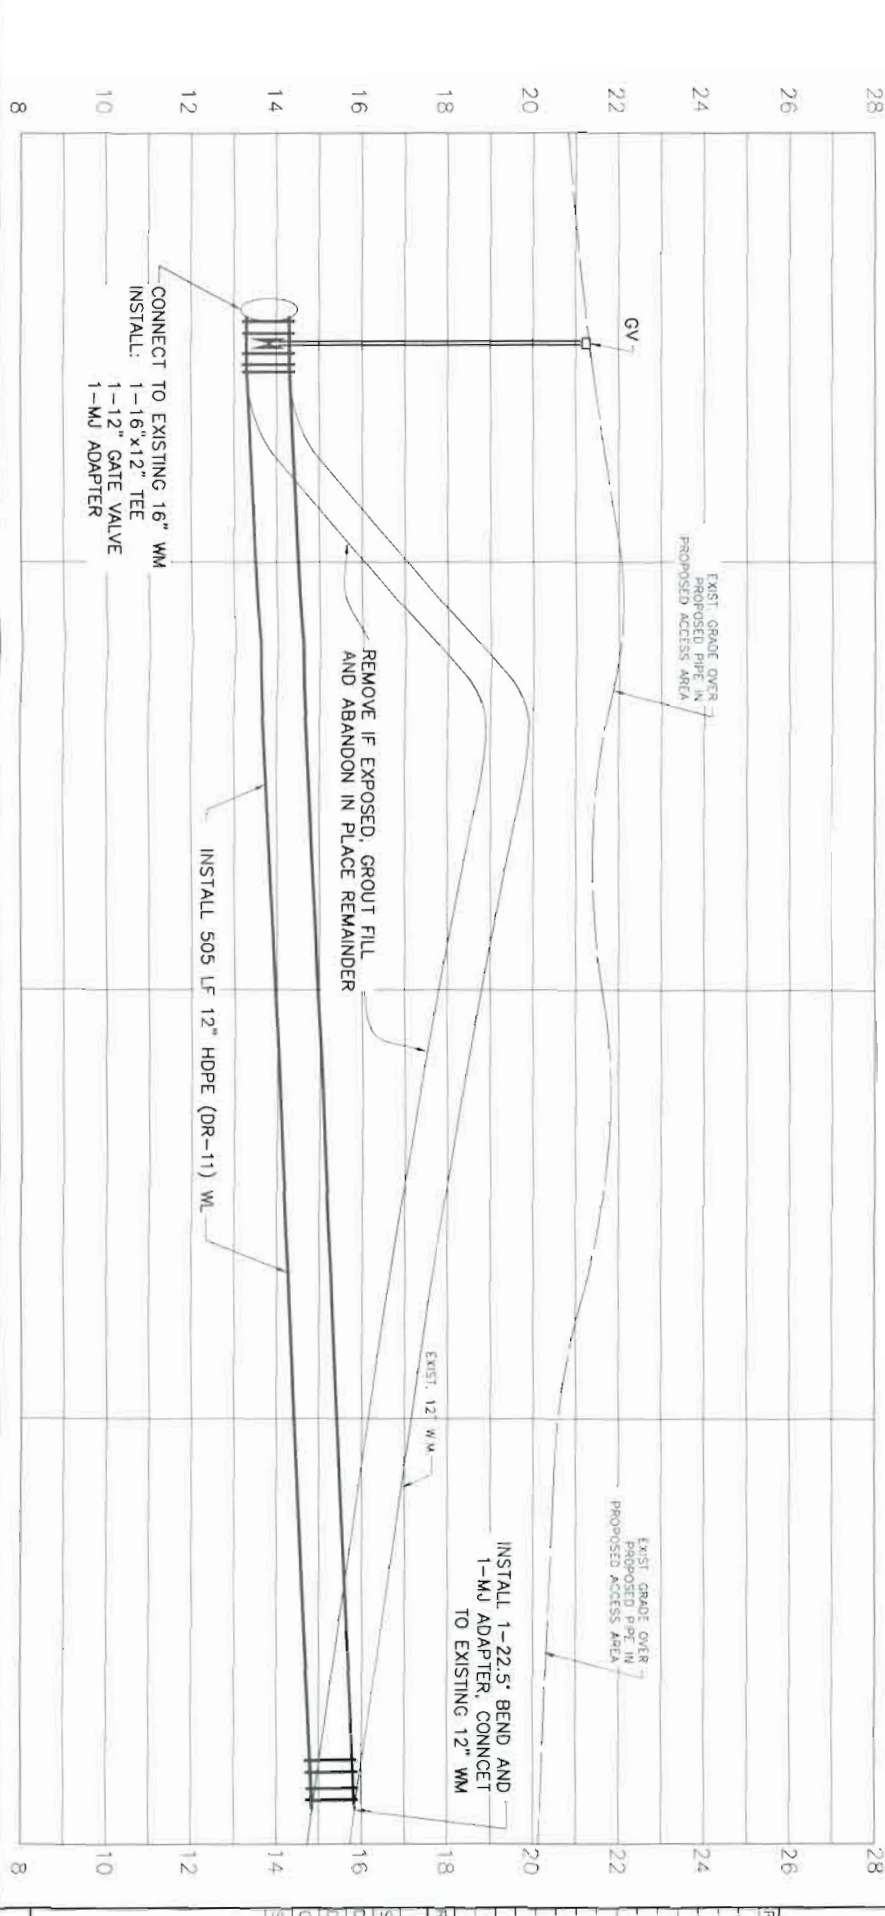 28
26
24
22
20
18
16
14
12
10
8
GV
EXIST. GRADE OVER
PROPOSED PIPE IN
PROPOSED ACCESS AREA
CONNECT TO EXISTING 16" WM
INSTALL: 1-16"x12" TEE
1-12" GATE VALVE
1-MJ ADAPTER
REMOVE IF EXPOSED, GROUT FILL
AND ABANDON IN PLACE REMAINDER
INSTALL 505 LF 12" HDPE (DR-11) WL
EXIST. 12" WM
EXIST. GRADE OVER
PROPOSED PIPE IN
PROPOSED ACCESS AREA
INSTALL 1-22.5° BEND AND
1-MJ ADAPTER, CONNCET
TO EXISTING 12" WM
28
26
24
22
20
18
16
14
12
10
8